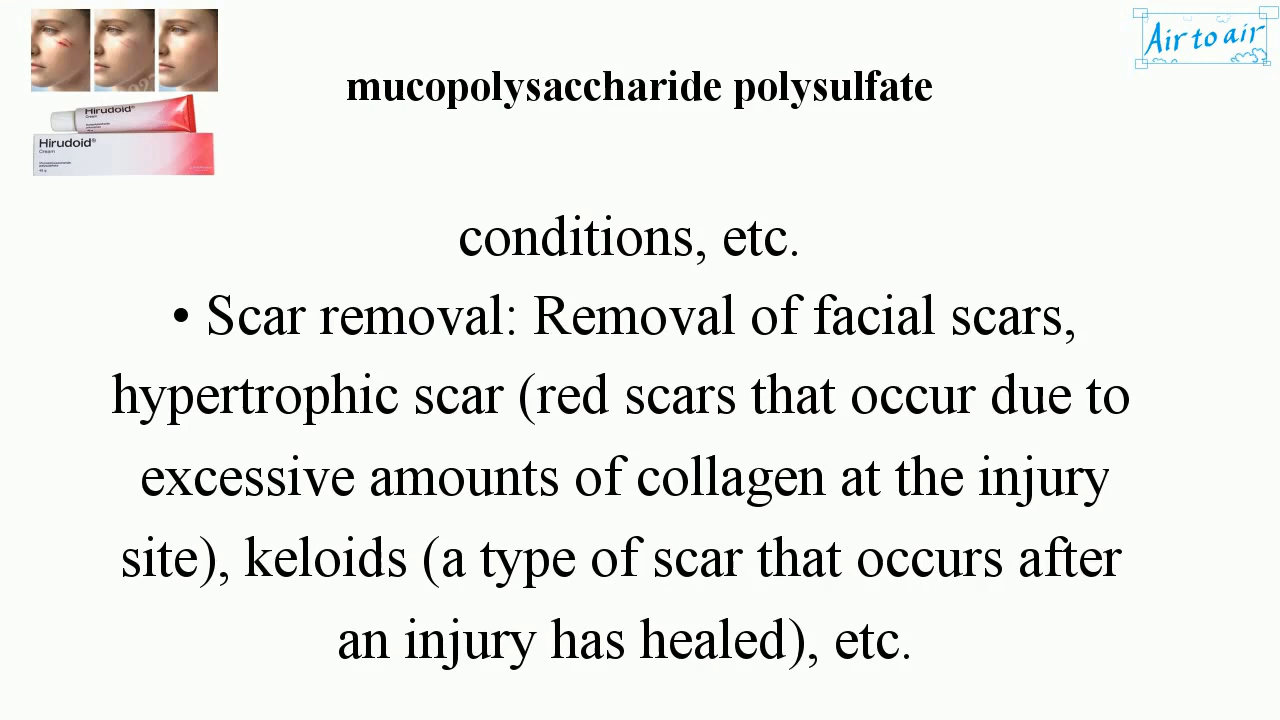 Air to air
mucopolysaccharide polysulfate
Hirudoid®
Cream
Hirudoid®
Cream
conditions, etc.
• Scar removal: Removal of facial scars,
hypertrophic scar (red scars that occur due to
excessive amounts of collagen at the injury
site), keloids (a type of scar that occurs after
an injury has healed), etc.